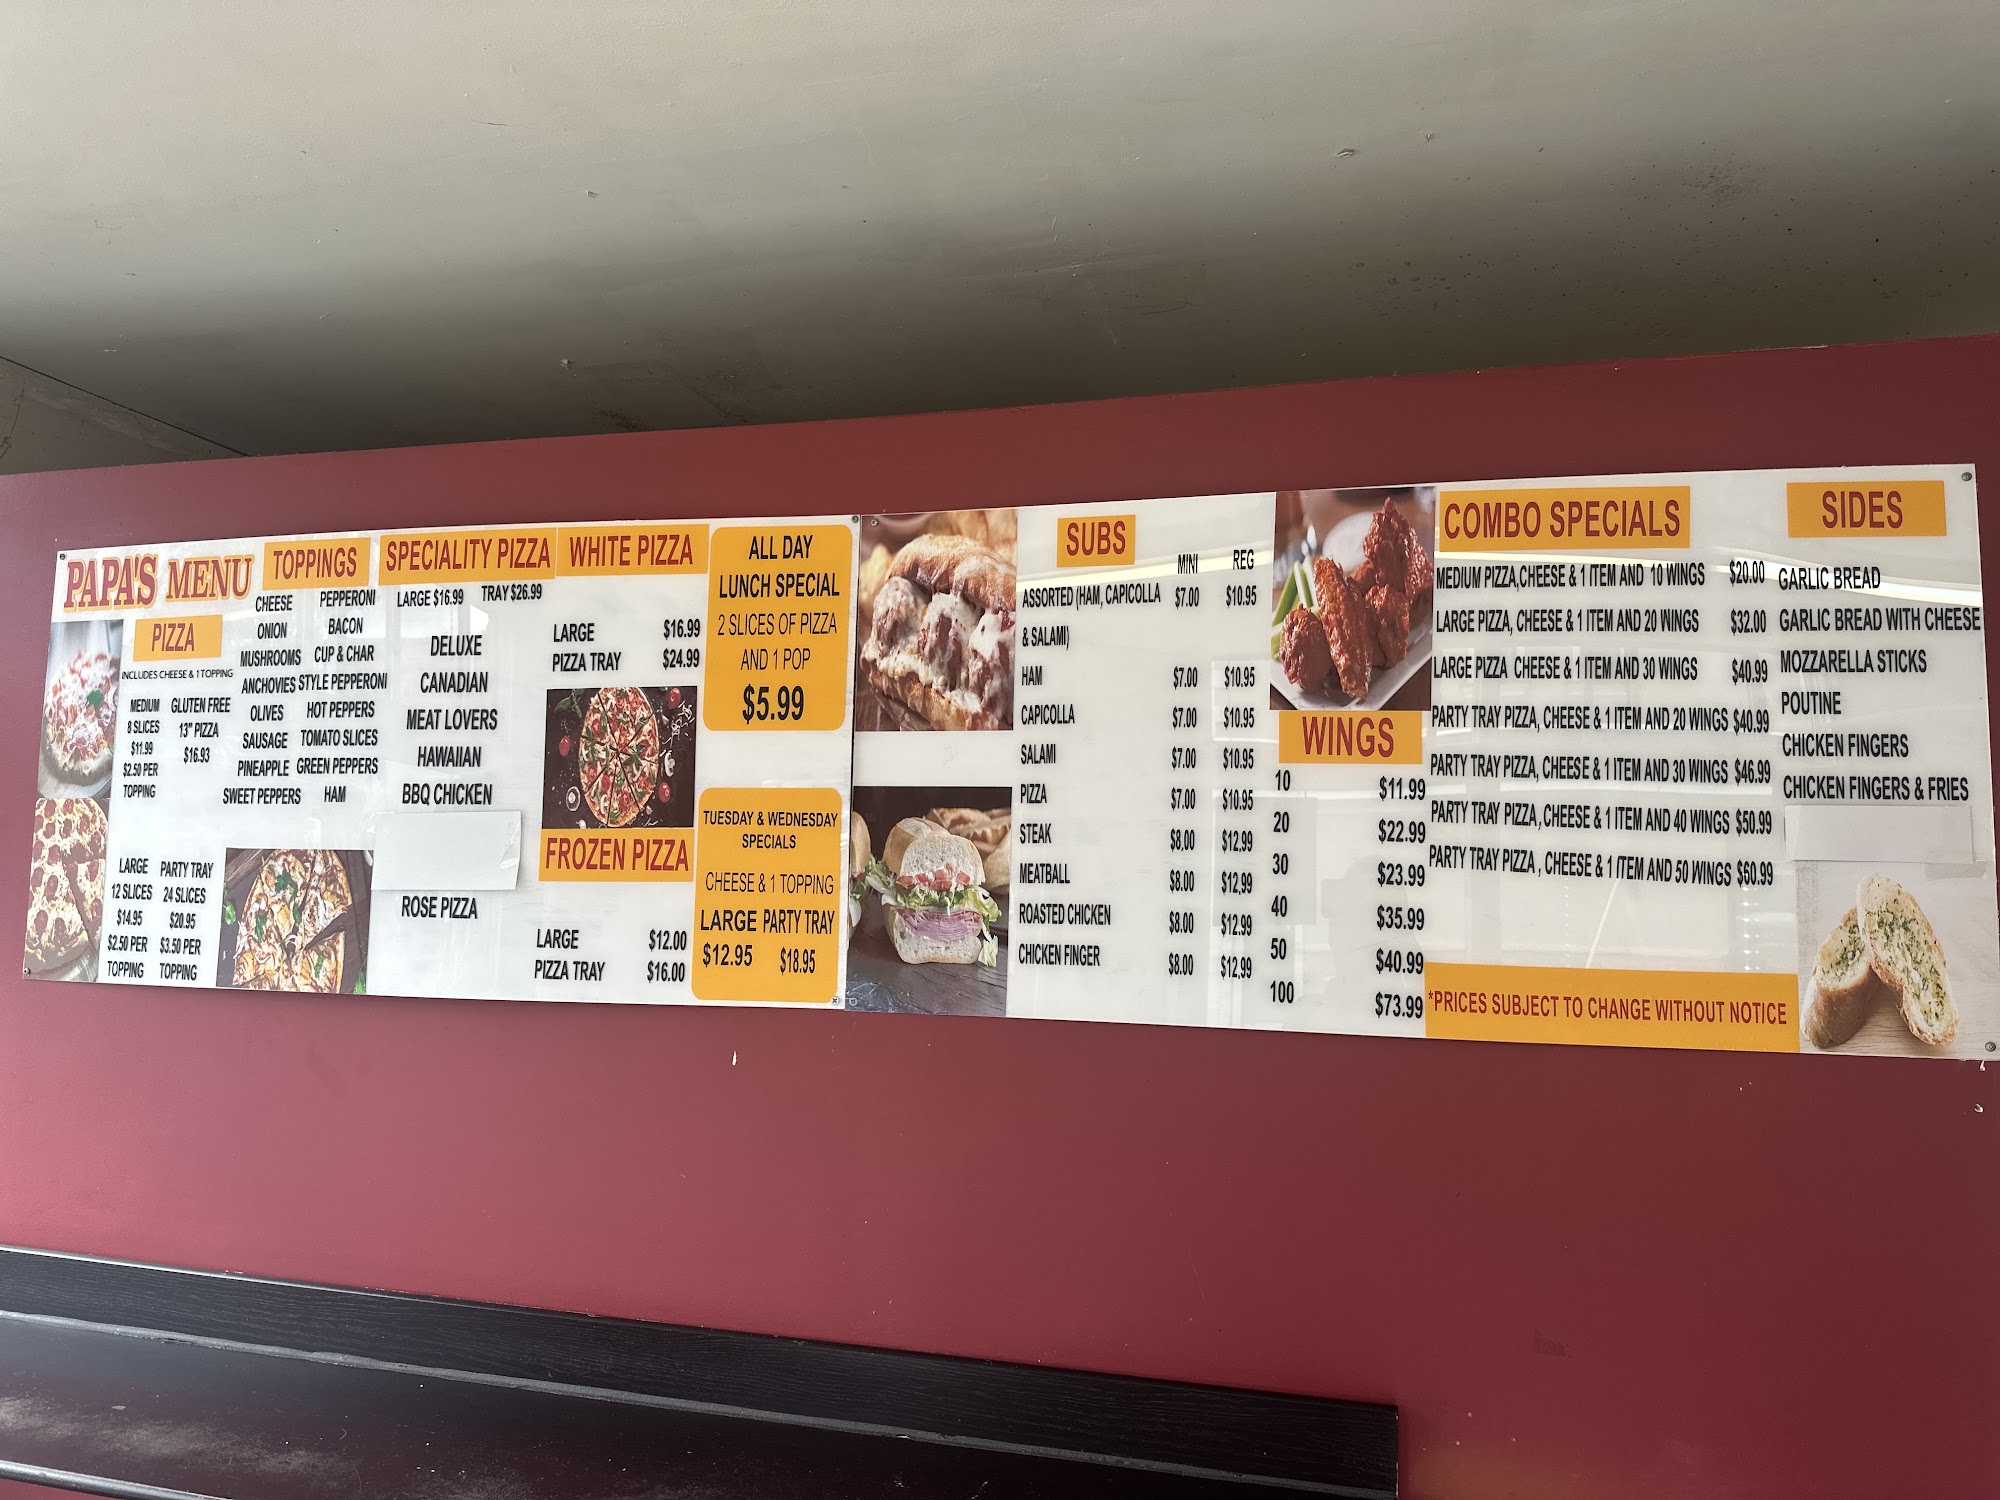 PAPA'S MENU
PIZZA
INCLUDES CHEESE & 1 TOPPING
MEDIUM
8 SLICES
$11.99
$2.50 PER
TOPPING
GLUTEN FREE
13" PIZZA
$16.93
LARGE
12 SLICES
$14.95
$2.50 PER
TOPPING
PARTY TRAY
24 SLICES
$20.95
$3.50 PER
TOPPING
TOPPINGS
CHEESE
ONION
MUSHROOMS
ANCHOVIES
OLIVES
SAUSAGE
PINEAPPLE
SWEET PEPPERS
PEPPERONI
BACON
CUP & CHAR
STYLE PEPPERONI
HOT PEPPERS
TOMATO SLICES
GREEN PEPPERS
HAM
SPECIALITY PIZZA
LARGE $16.99 TRAY $26.99
DELUXE
CANADIAN
MEAT LOVERS
HAWAIIAN
BBQ CHICKEN
ROSE PIZZA
WHITE PIZZA
LARGE $16.99
PIZZA TRAY $24.99
FROZEN PIZZA
LARGE $12.00
PIZZA TRAY $16.00
ALL DAY
LUNCH SPECIAL
2 SLICES OF PIZZA
AND 1 POP
$5.99
TUESDAY & WEDNESDAY
SPECIALS
CHEESE & 1 TOPPING
LARGE PARTY TRAY
$12.95 $18.95
SUBS
MINI REG
ASSORTED (HAM, CAPICOLLA $7.00 $10.95
& SALAMI)
HAM $7.00 $10.95
CAPICOLLA $7.00 $10.95
SALAMI $7.00 $10.95
PIZZA $7.00 $10.95
STEAK $8.00 $12.99
MEATBALL $8.00 $12.99
ROASTED CHICKEN $8.00 $12.99
CHICKEN FINGER $8.00 $12.99
WINGS
10 $11.99
20 $22.99
30 $23.99
40 $35.99
50 $40.99
100 $73.99
COMBO SPECIALS
MEDIUM PIZZA,CHEESE & 1 ITEM AND 10 WINGS $20.00
LARGE PIZZA, CHEESE & 1 ITEM AND 20 WINGS $32.00
LARGE PIZZA CHEESE & 1 ITEM AND 30 WINGS $40.99
PARTY TRAY PIZZA, CHEESE & 1 ITEM AND 20 WINGS $40.99
PARTY TRAY PIZZA, CHEESE & 1 ITEM AND 30 WINGS $46.99
PARTY TRAY PIZZA, CHEESE & 1 ITEM AND 40 WINGS $50.99
PARTY TRAY PIZZA , CHEESE & 1 ITEM AND 50 WINGS $60.99
*PRICES SUBJECT TO CHANGE WITHOUT NOTICE
SIDES
GARLIC BREAD
GARLIC BREAD WITH CHEESE
MOZZARELLA STICKS
POUTINE
CHICKEN FINGERS
CHICKEN FINGERS & FRIES